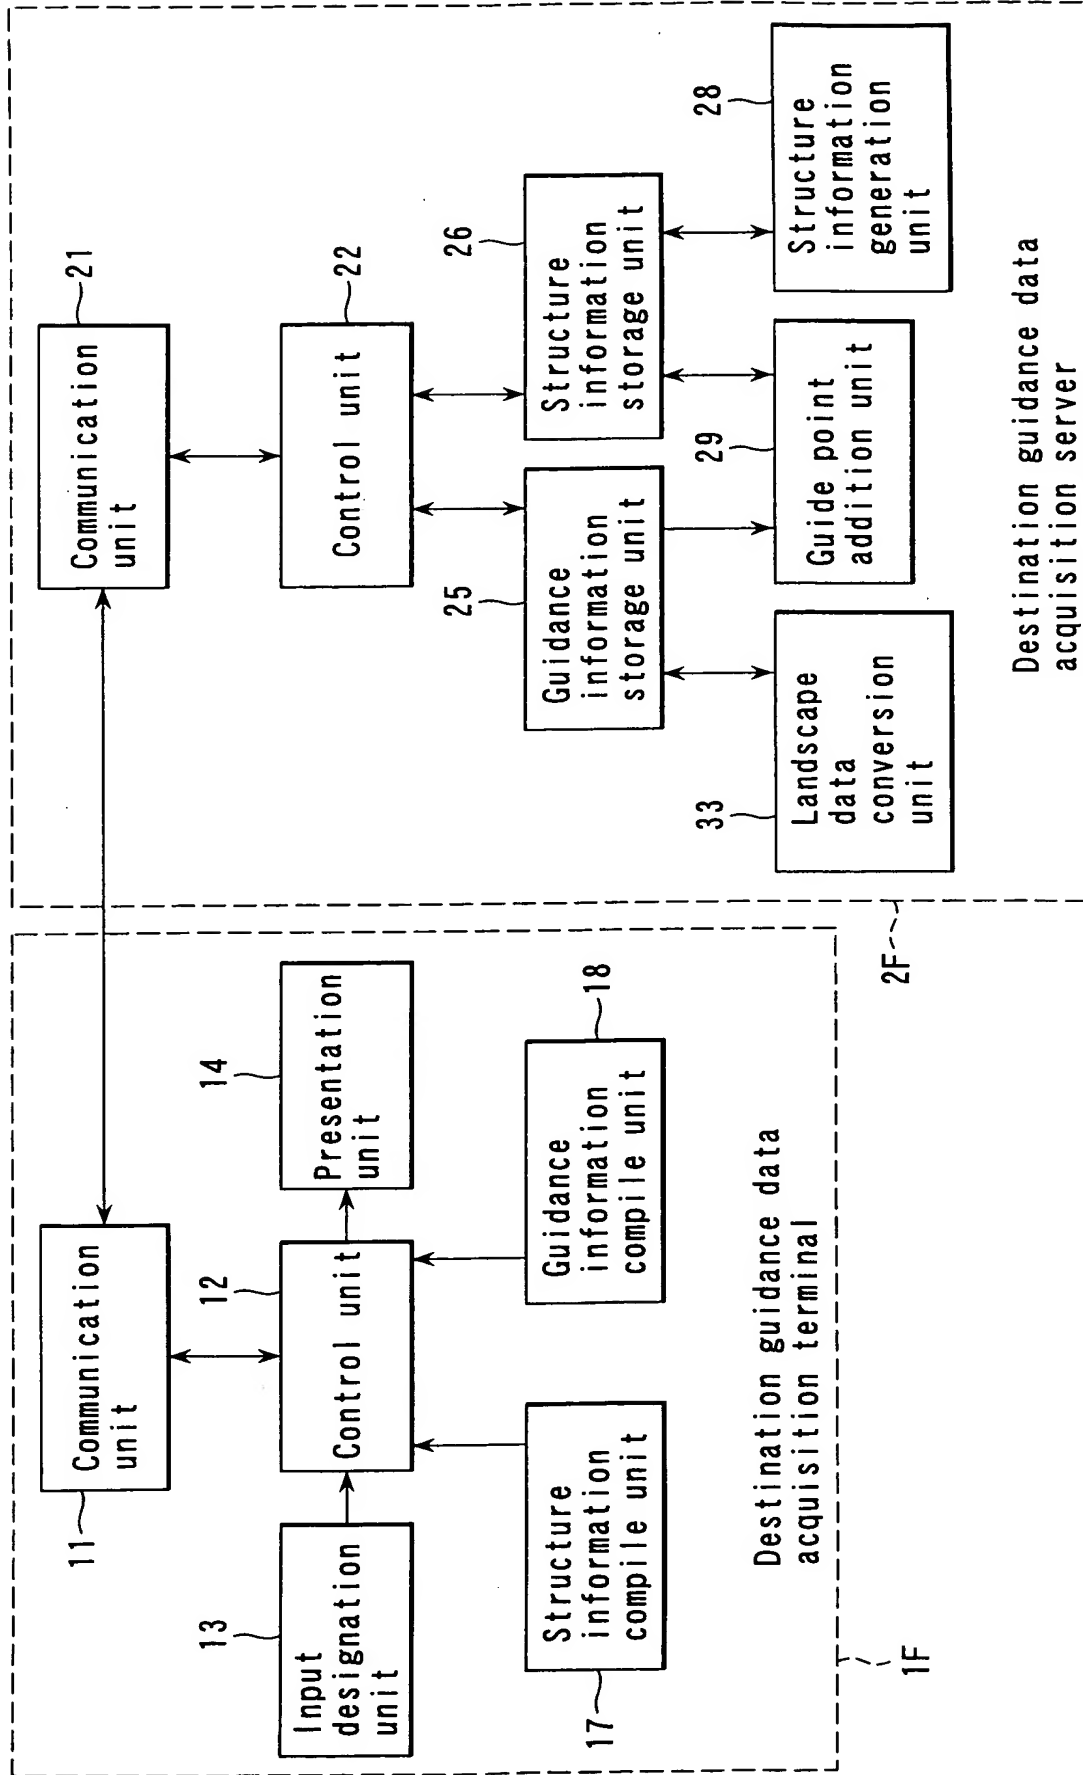 11
Communication
unit
13
Input
designation
unit
12
Control unit
14
Presentation
unit
17
Structure
information
compile unit
Guidance
information
compile unit
18
Destination guidance data
acquisition terminal
1F
Communication
unit
21
Control unit
22
25
Guidance
information
storage unit
26
Structure
information
storage unit
33
Landscape
data
conversion
unit
29
Guide point
addition unit
28
Structure
information
generation
unit
2F
Destination guidance data
acquisition server